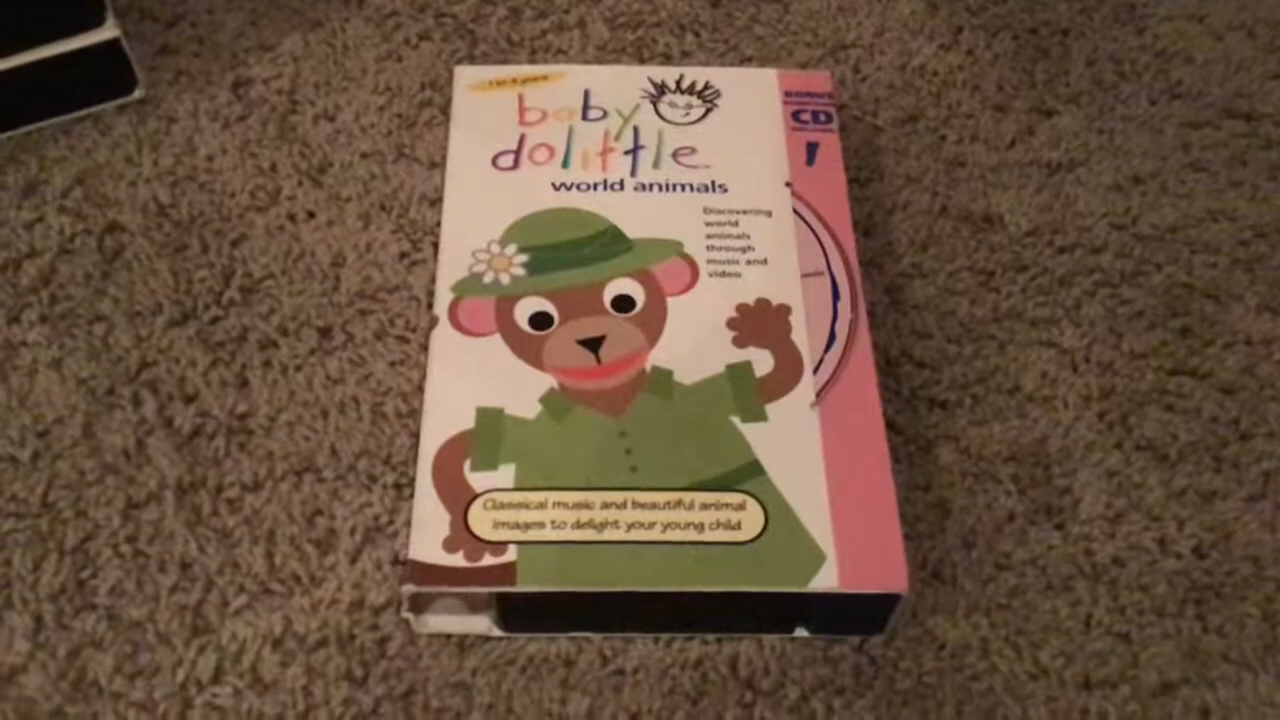 baby
dolittle
world animals
Discovering
world
animals
through
music and
video
Classical music and beautiful animal
images to delight your young child
BONUS
CD
!